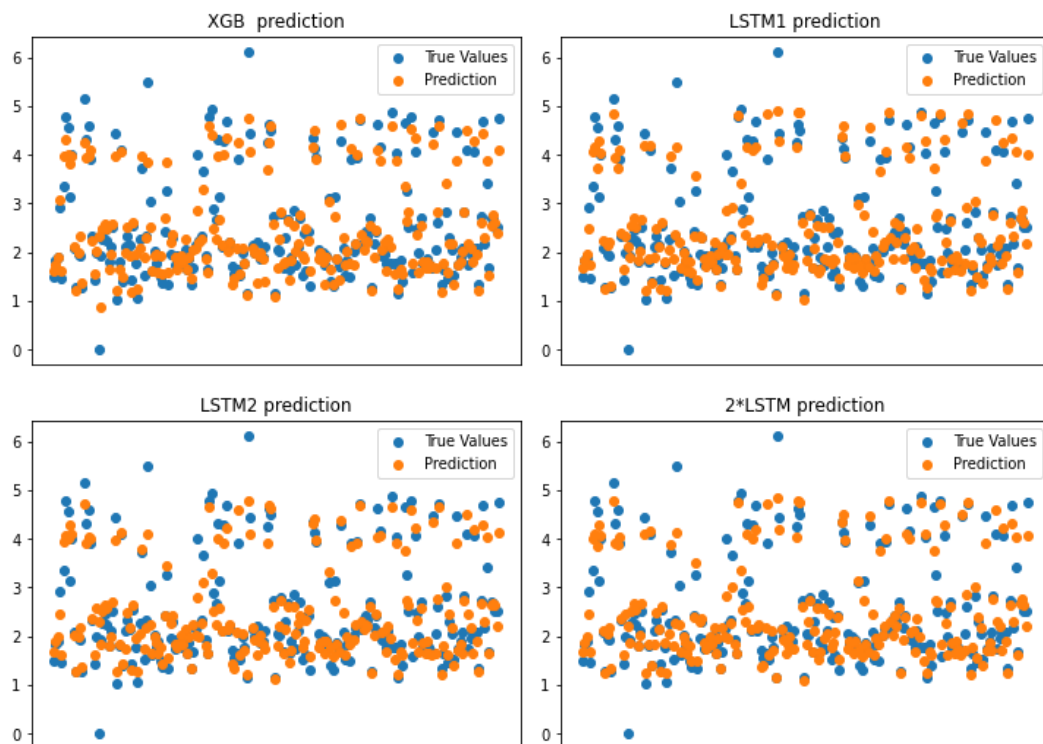 XGB  prediction
True Values
Prediction
6
5
4
3
2
1
0
LSTM1 prediction
True Values
Prediction
6
5
4
3
2
1
0
LSTM2 prediction
True Values
Prediction
6
5
4
3
2
1
0
2*LSTM prediction
True Values
Prediction
6
5
4
3
2
1
0